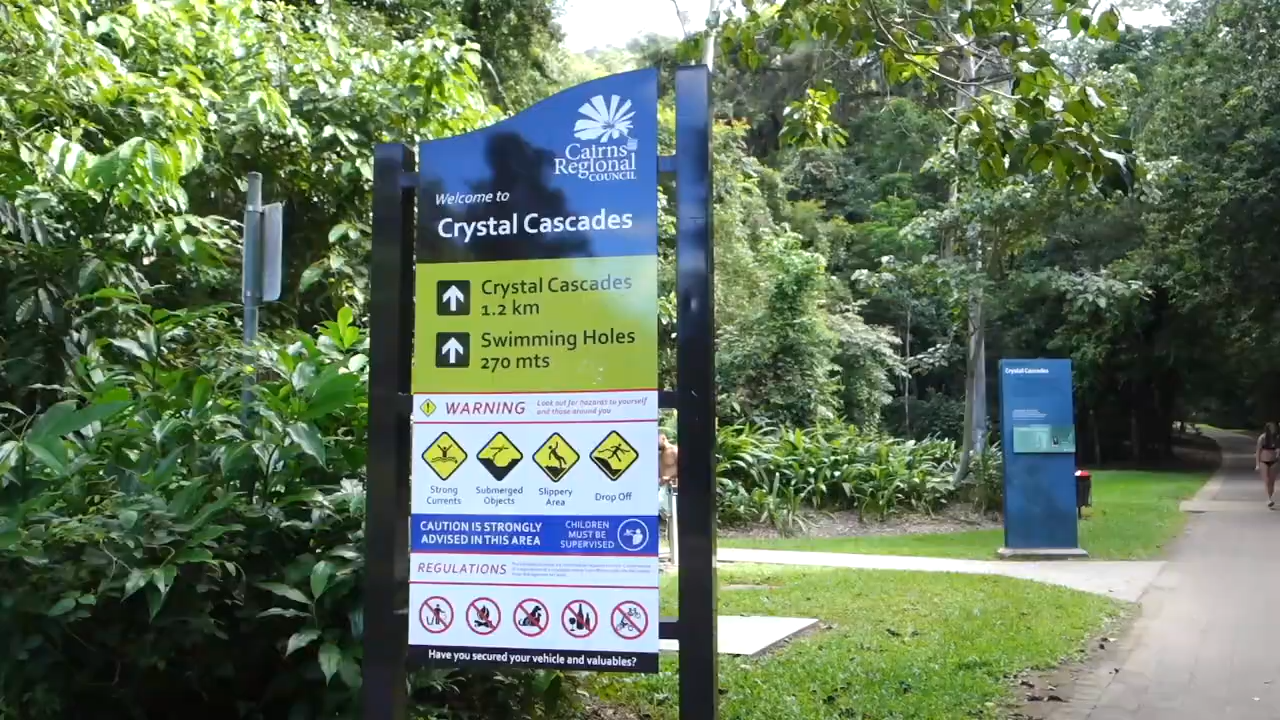 Cairns
Regional
COUNCIL
Welcome to
Crystal Cascades
Crystal Cascades
1.2 km
Swimming Holes
270 mts
WARNING
Look out for hazards to yourself
and those around you
Strong
Currents
Submerged
Objects
Slippery
Area
Drop Off
CAUTION IS STRONGLY
ADVISED IN THIS AREA
CHILDREN
MUST BE
SUPERVISED
REGULATIONS
Have you secured your vehicle and valuables?
Crystal Cascades